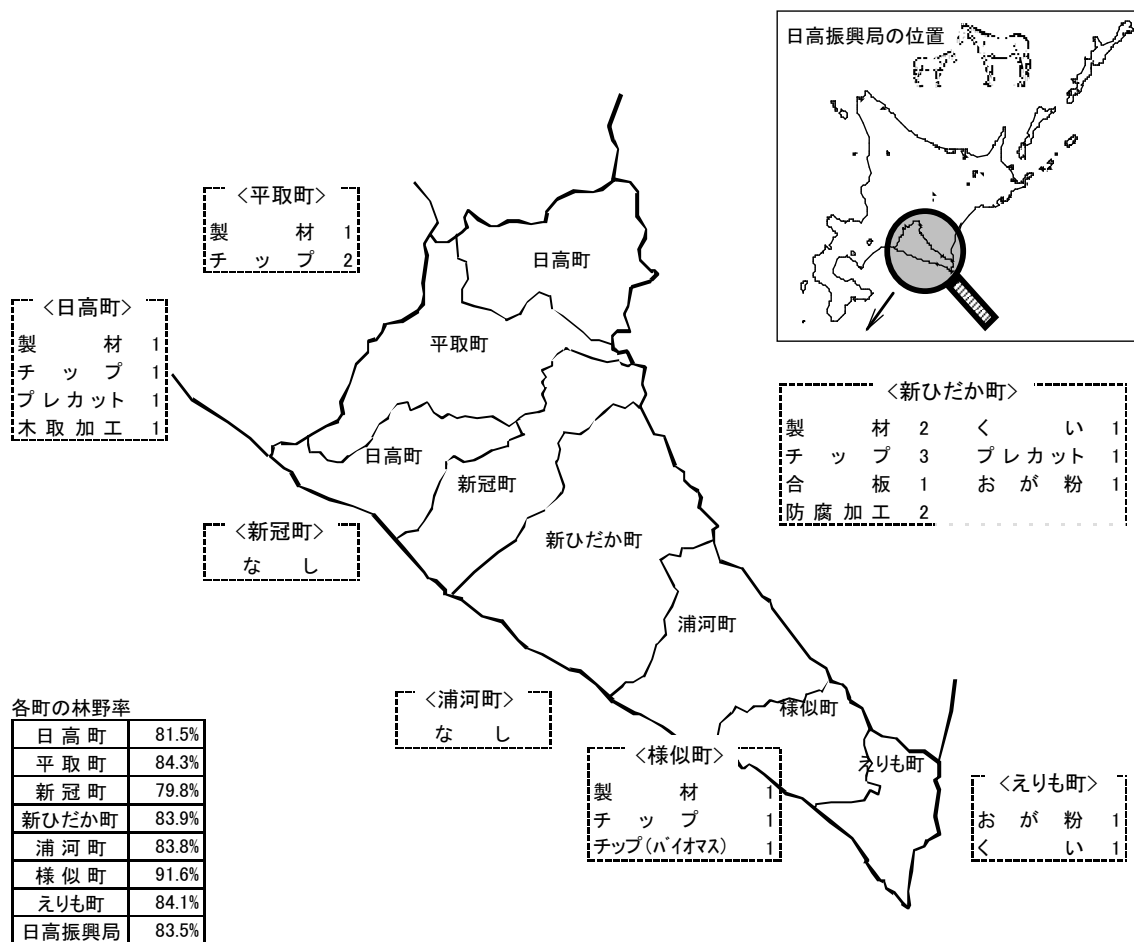 日高振興局の位置
<平取町>
製材 1
チップ 2
<日高町>
製材 1
チップ 1
プレカット 1
木取加工 1
日高町
平取町
日高町
新冠町
新ひだか町
浦河町
様似町
えりも町
<新ひだか町>
製材 2 くい 1
チップ 3 プレカット 1
合板 1 おが粉 1
防腐加工 2
<新冠町>
なし
<浦河町>
なし
<様似町>
製材 1
チップ 1
チップ(バイオマス) 1
<えりも町>
おが粉 1
くい 1
各町の林野率
日高町 81.5%
平取町 84.3%
新冠町 79.8%
新ひだか町 83.9%
浦河町 83.8%
様似町 91.6%
えりも町 84.1%
日高振興局 83.5%